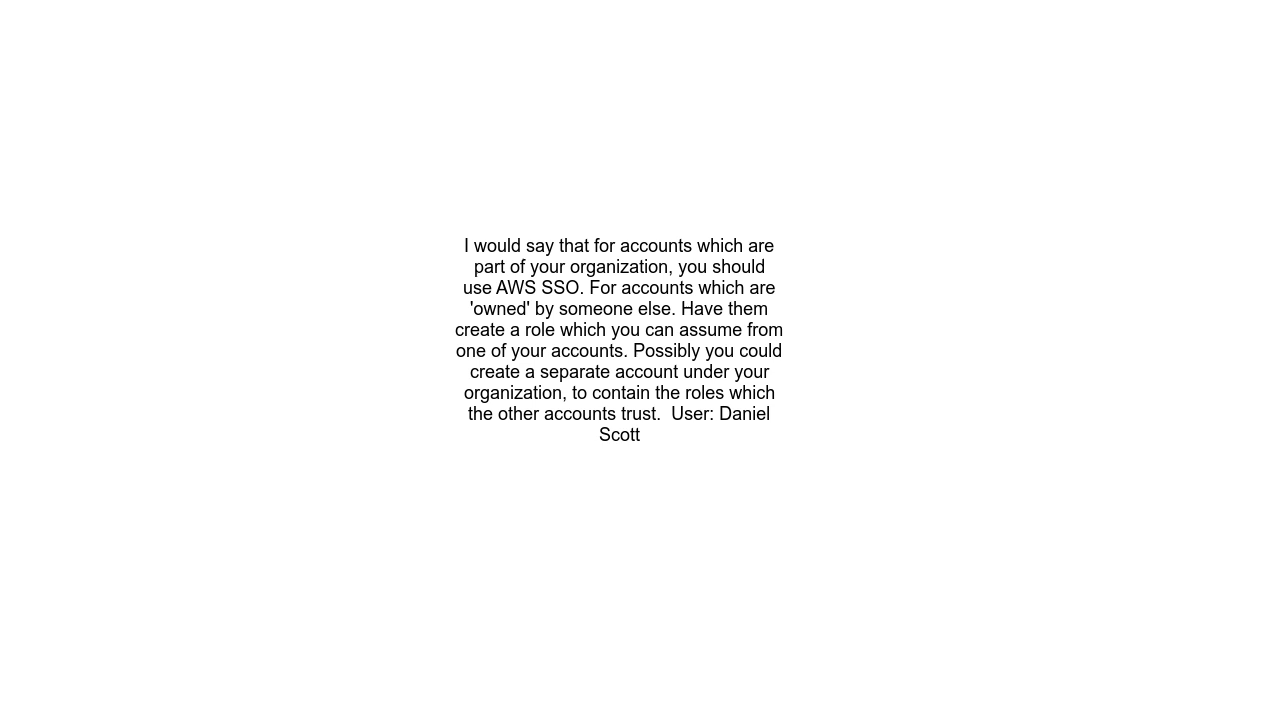 I would say that for accounts which are
part of your organization, you should
use AWS SSO. For accounts which are
'owned' by someone else. Have them
create a role which you can assume from
one of your accounts. Possibly you could
create a separate account under your
organization, to contain the roles which
the other accounts trust.  User: Daniel
Scott